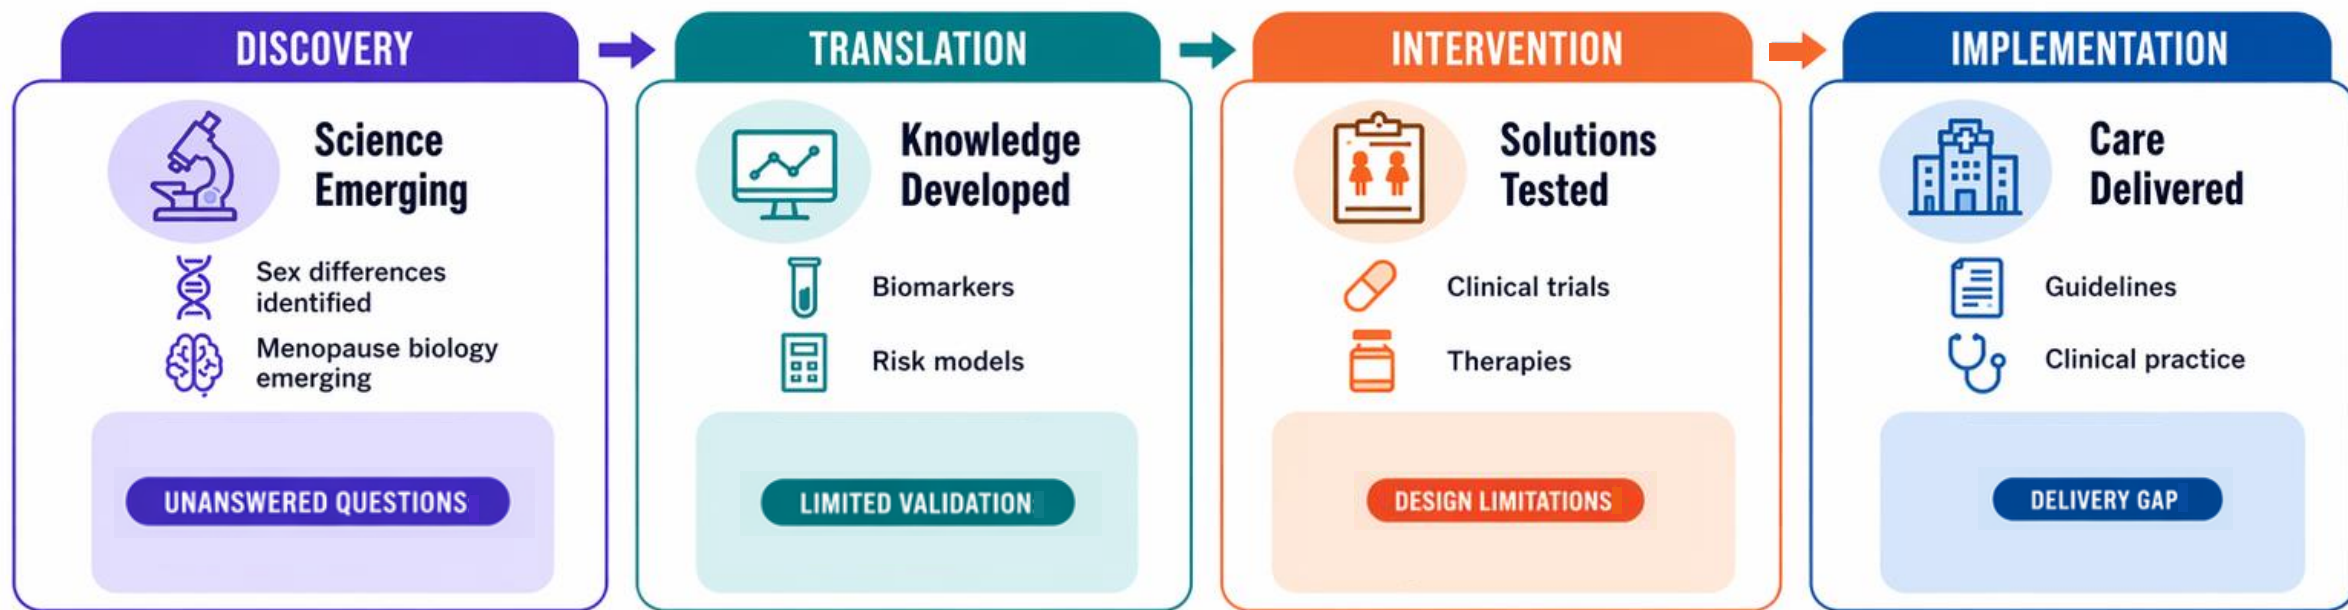 DISCOVERY
Science
Emerging
Sex differences
identified
Menopause biology
emerging
UNANSWERED QUESTIONS
TRANSLATION
Knowledge
Developed
Biomarkers
Risk models
LIMITED VALIDATION
INTERVENTION
Solutions
Tested
Clinical trials
Therapies
DESIGN LIMITATIONS
IMPLEMENTATION
Care
Delivered
Guidelines
Clinical practice
DELIVERY GAP